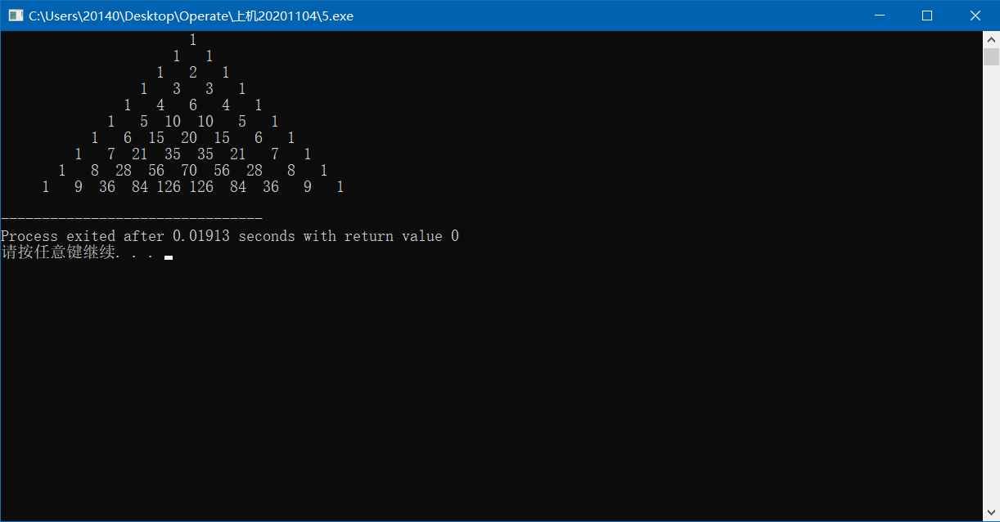 C:\Users\20140\Desktop\Operate\上机20201104\5.exe
                       1
                     1   1
                   1   2   1
                 1   3   3   1
               1   4   6   4   1
             1   5  10  10   5   1
           1   6  15  20  15   6   1
         1   7  21  35  35  21   7   1
       1   8  28  56  70  56  28   8   1
     1   9  36  84 126 126  84  36   9   1
--------------------------------
Process exited after 0.01913 seconds with return value 0
请按任意键继续. . .